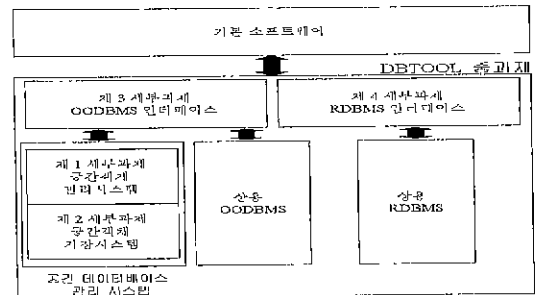 기본 소프트웨어
DBTOOL 총과제
제 3 세부과제
OODBMS 인터페이스
제 4 세부과제
RDBMS 인터페이스
제 1 세부과제
공간객체
관리시스템
제 2 세부과제
공간객체
저장시스템
상용
OODBMS
상용
RDBMS
공간 데이터베이스
관리 시스템